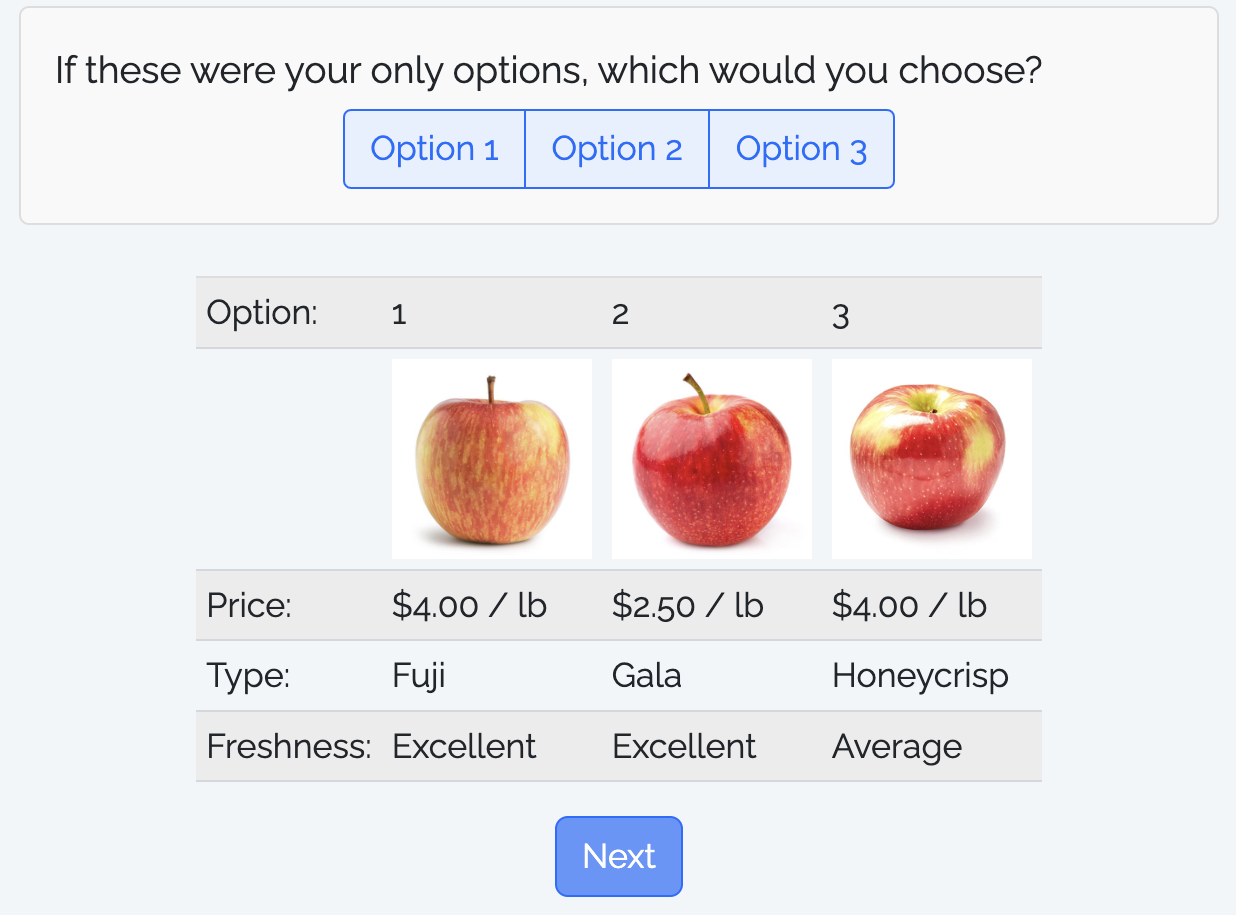 If these were your only options, which would you choose?
Option 1 Option 2 Option 3
Option: 1 2 3
Price: $4.00 / lb $2.50 / lb $4.00 / lb
Type: Fuji Gala Honeycrisp
Freshness: Excellent Excellent Average
Next